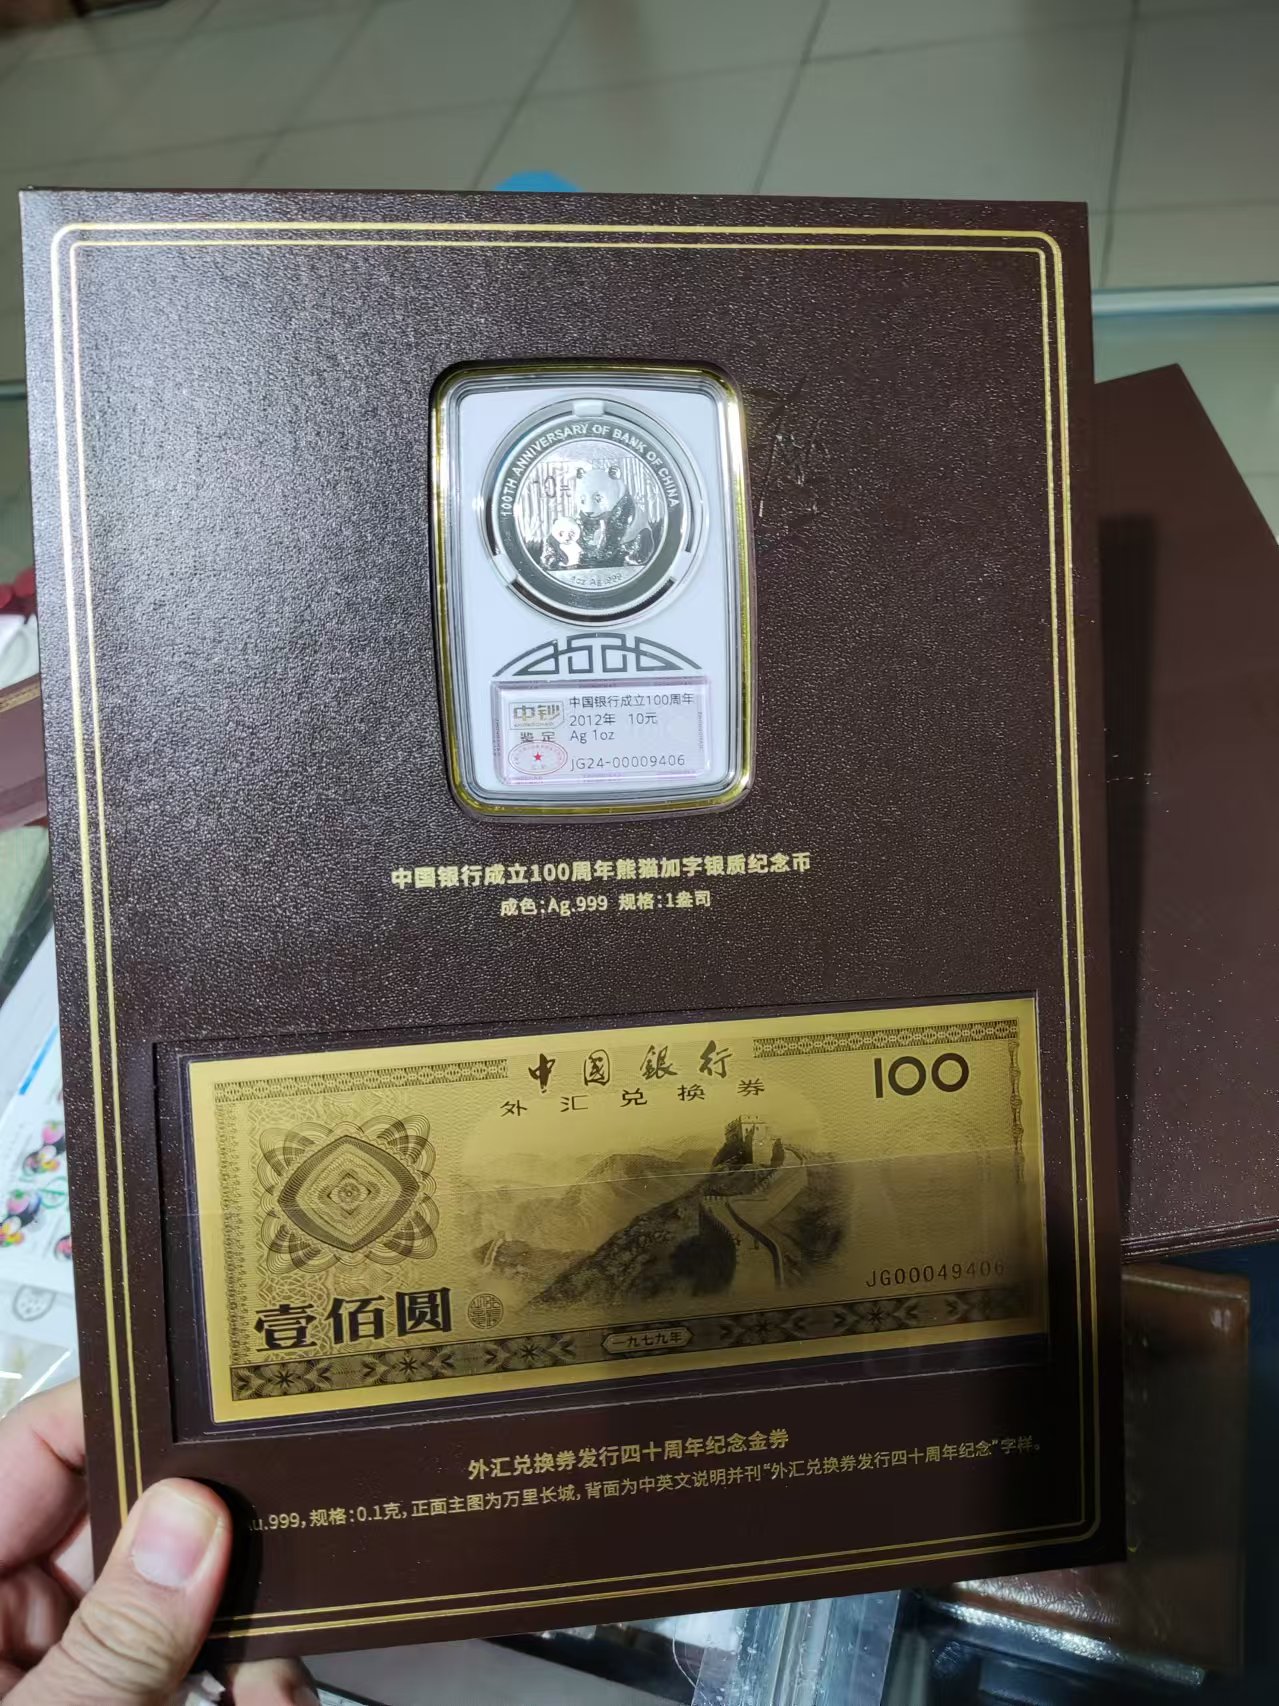 100TH ANNIVERSARY OF BANK OF CHINA
10元
1oz Ag.999
中钞
鉴定
中国银行成立100周年
2012年 10元
Ag 1oz
JG24-00009406
中国银行成立100周年熊猫加字银质纪念币
成色:Ag.999 规格:1盎司
中国銀行
外汇兑换券
100
JG00049406
壹佰圆
一九七九年
外汇兑换券发行四十周年纪念金券
u.999,规格:0.1克,正面主图为万里长城,背面为中英文说明并刊“外汇兑换券发行四十周年纪念”字样。